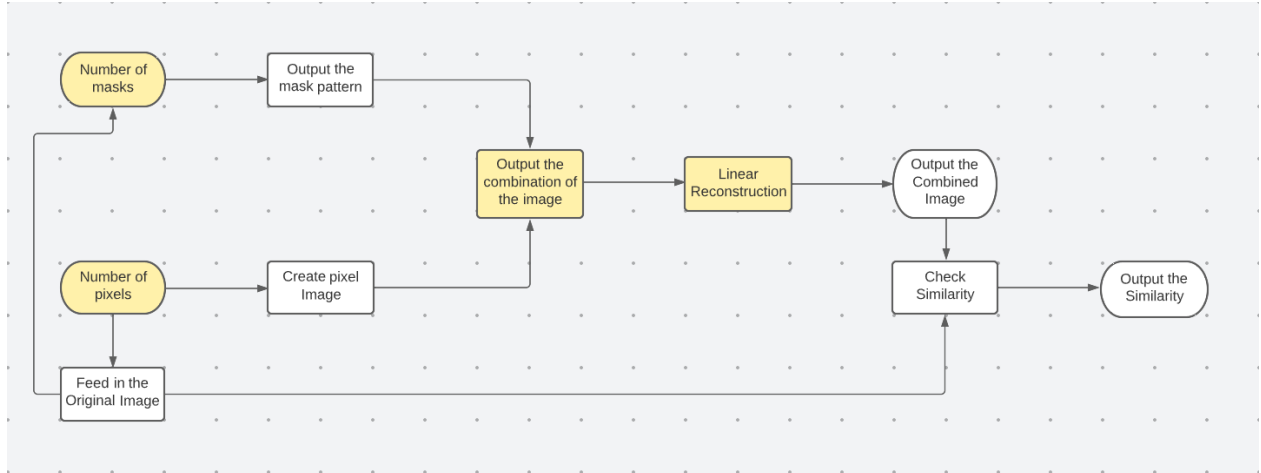 Number of
masks
Output the
mask pattern
Output the
combination of
the image
Linear
Reconstruction
Output the
Combined
Image
Number of
pixels
Create pixel
Image
Check
Similarity
Output the
Similarity
Feed in the
Original Image